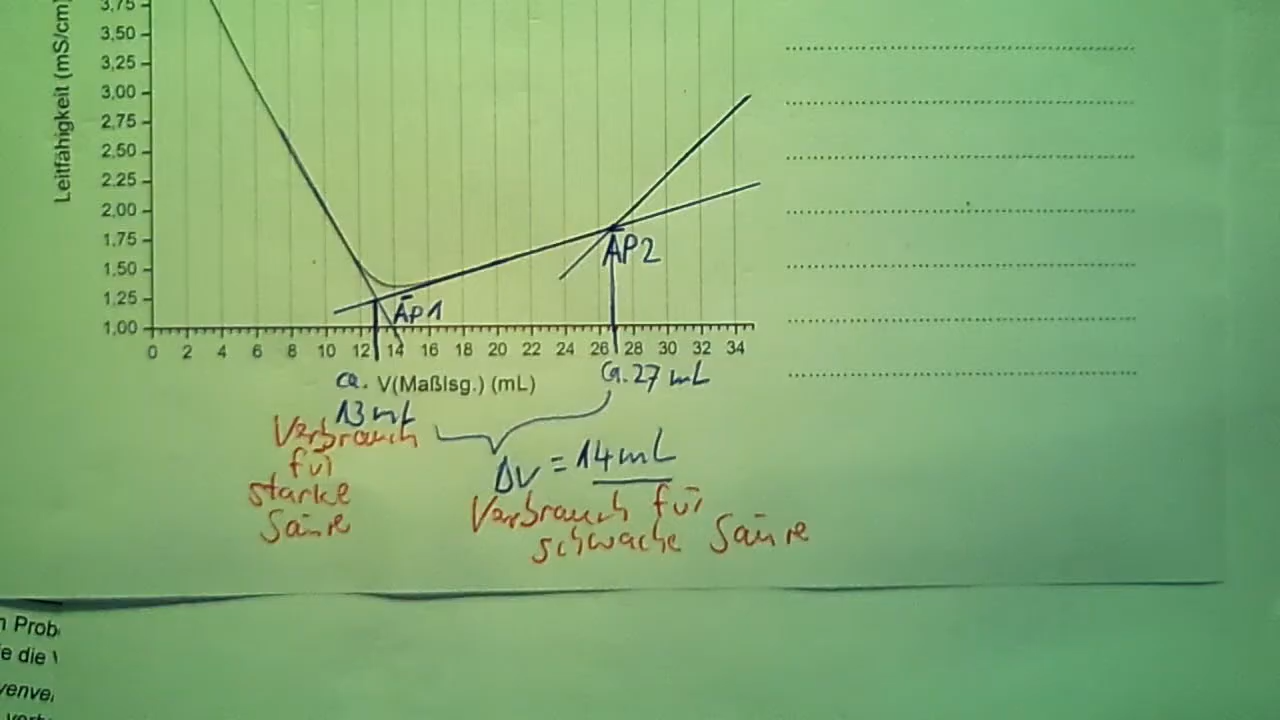 Leitfähigkeit (mS/cm)
3,75
3,50
3,25
3,00
2,75
2,50
2,25
2,00
1,75
1,50
1,25
1,00
ÄP1
ÄP2
0 2 4 6 8 10 12 14 16 18 20 22 24 26 28 30 32 34
V(Maßlsg.) (mL)
ca.
13 mL
ca. 27 mL
Verbrauch
für
starke
Säure
ΔV = 14 mL
Verbrauch für
schwache Säure
n Prob
e die